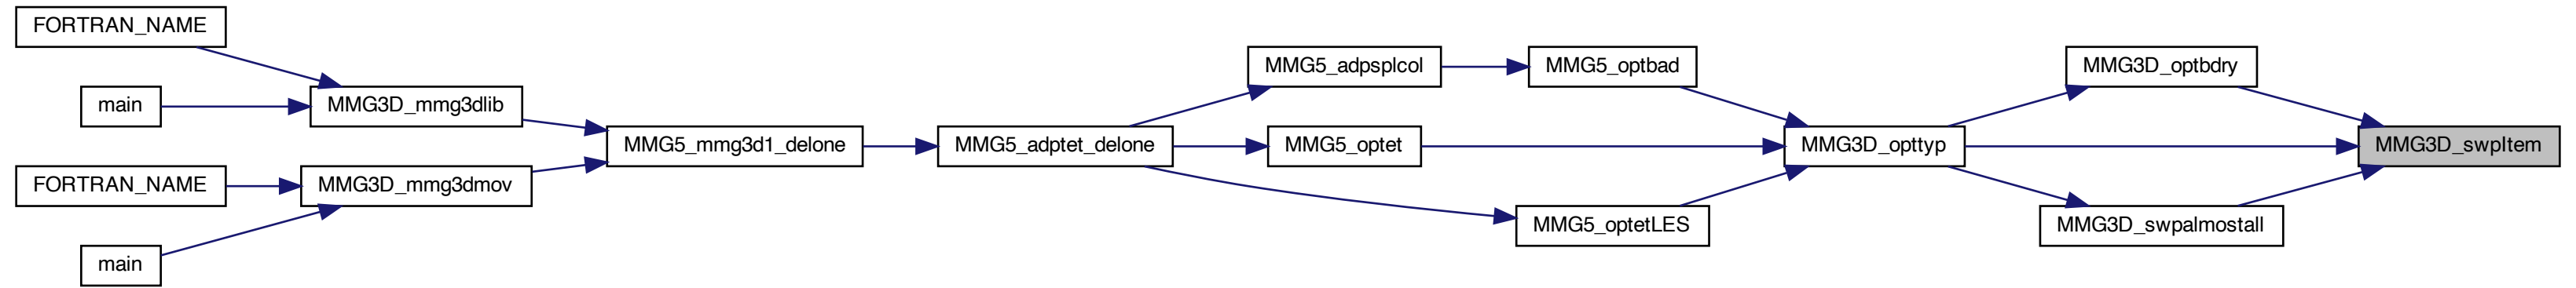 FORTRAN_NAME
main
MMG3D_mmg3dlib
FORTRAN_NAME
MMG3D_mmg3dmov
main
MMG5_mmg3d1_delone
MMG5_adptet_delone
MMG5_adpsplcol
MMG5_optet
MMG5_optbad
MMG5_optetLES
MMG3D_opttyp
MMG3D_optbdry
MMG3D_swpalmostall
MMG3D_swpItem